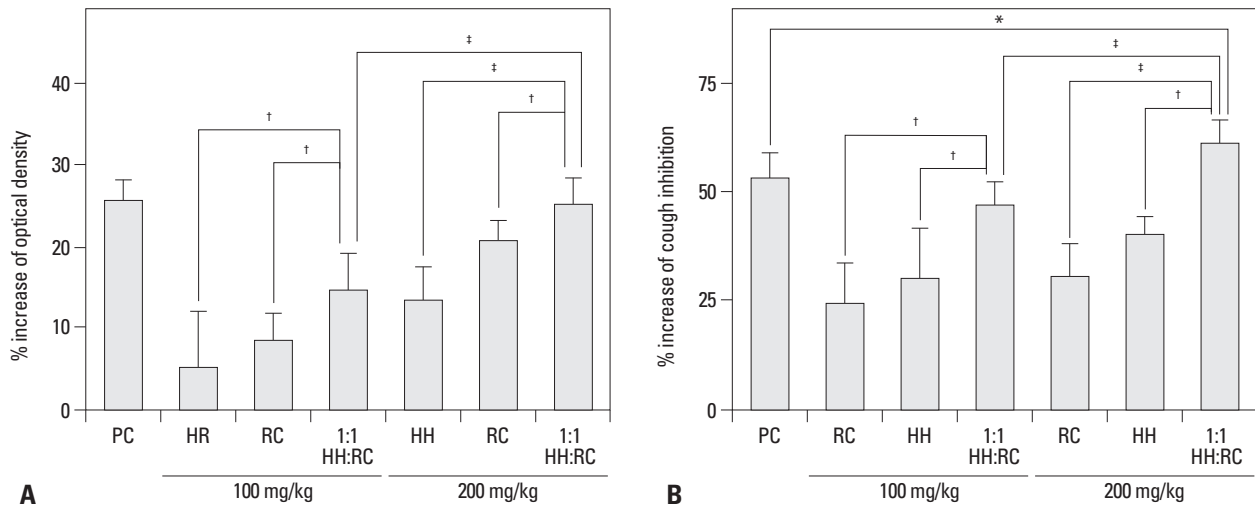 % increase of optical density
40
30
20
10
0
‡
‡
†
†
†
PC
HR
RC
1:1
HH:RC
HH
RC
1:1
HH:RC
100 mg/kg
200 mg/kg
A
% increase of cough inhibition
75
50
25
0
*
‡
‡
†
†
†
PC
RC
HH
1:1
HH:RC
RC
HH
1:1
HH:RC
100 mg/kg
200 mg/kg
B